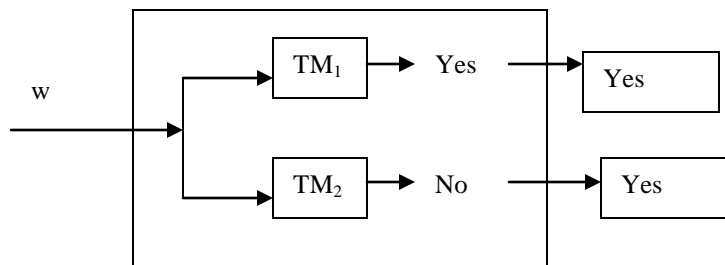 TM₁ Yes Yes
w
TM₂ No Yes